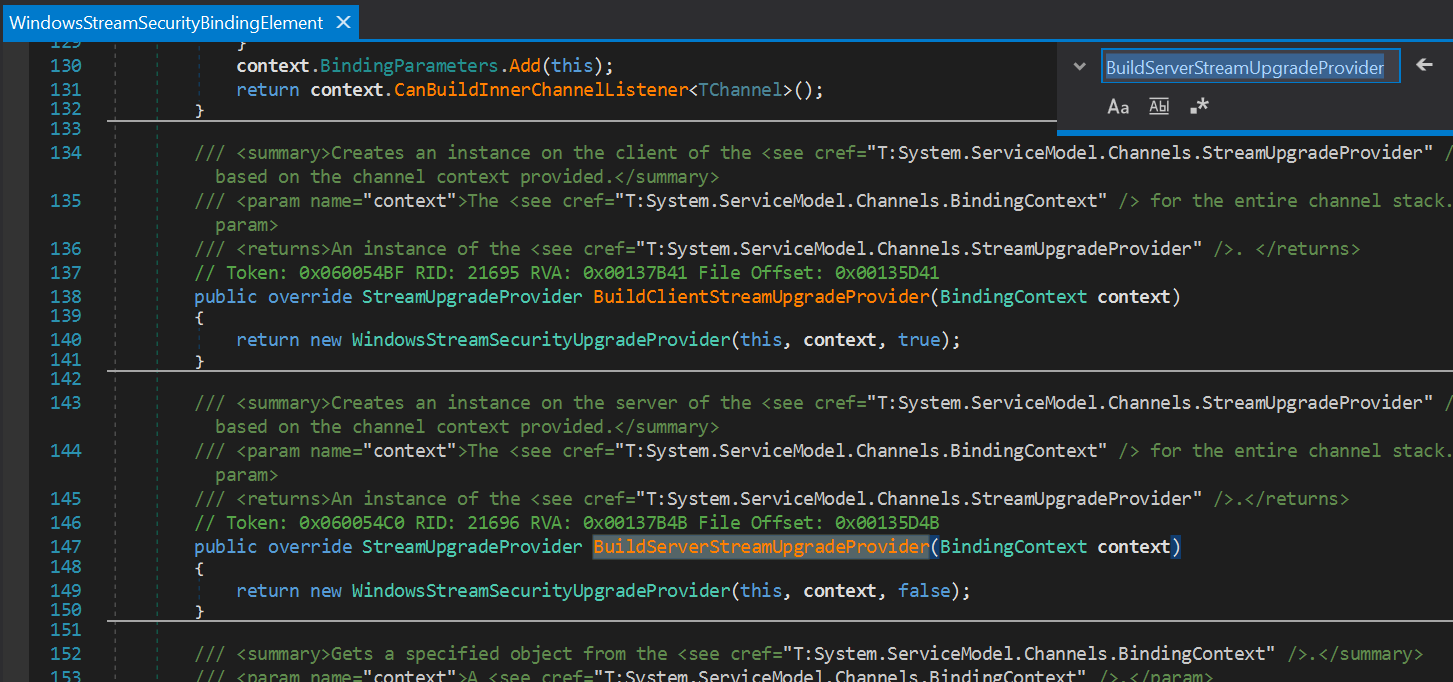 WindowsStreamSecurityBindingElement ×
129 }
130 context.BindingParameters.Add(this);
BuildServerStreamUpgradeProvider
131 return context.CanBuildInnerChannelListener<TChannel>();
Aa Abl .*
132 }
133
134 /// <summary>Creates an instance on the client of the <see cref="T:System.ServiceModel.Channels.StreamUpgradeProvider" /
based on the channel context provided.</summary>
135 /// <param name="context">The <see cref="T:System.ServiceModel.Channels.BindingContext" /> for the entire channel stack.
param>
136 /// <returns>An instance of the <see cref="T:System.ServiceModel.Channels.StreamUpgradeProvider" />. </returns>
137 // Token: 0x060054BF RID: 21695 RVA: 0x00137B41 File Offset: 0x00135D41
138 public override StreamUpgradeProvider BuildClientStreamUpgradeProvider(BindingContext context)
139 {
140 return new WindowsStreamSecurityUpgradeProvider(this, context, true);
141 }
142
143 /// <summary>Creates an instance on the server of the <see cref="T:System.ServiceModel.Channels.StreamUpgradeProvider" /
based on the channel context provided.</summary>
144 /// <param name="context">The <see cref="T:System.ServiceModel.Channels.BindingContext" /> for the entire channel stack.
param>
145 /// <returns>An instance of the <see cref="T:System.ServiceModel.Channels.StreamUpgradeProvider" />.</returns>
146 // Token: 0x060054C0 RID: 21696 RVA: 0x00137B4B File Offset: 0x00135D4B
147 public override StreamUpgradeProvider BuildServerStreamUpgradeProvider(BindingContext context)
148 {
149 return new WindowsStreamSecurityUpgradeProvider(this, context, false);
150 }
151
152 /// <summary>Gets a specified object from the <see cref="T:System.ServiceModel.Channels.BindingContext" />.</summary>
153 /// <param name="context">A <see cref="T:System.ServiceModel.Channels.BindingContext" />.</param>